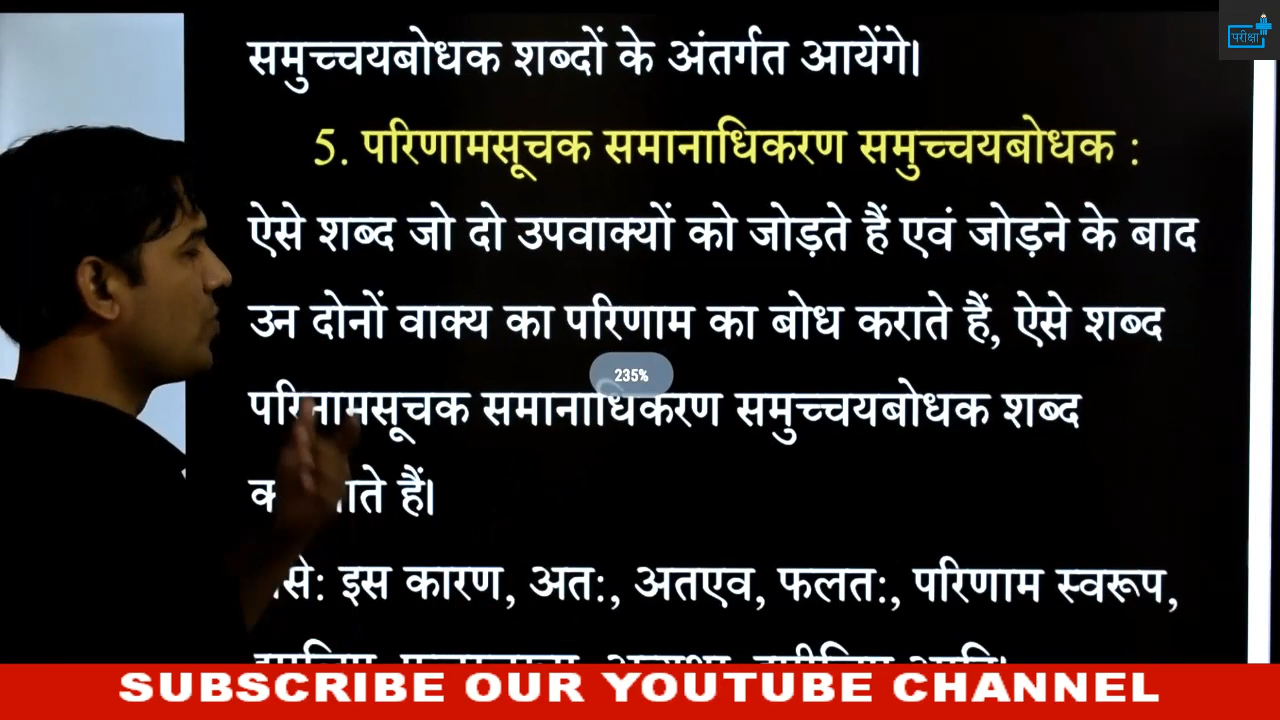 परीक्षा
समुच्चयबोधक शब्दों के अंतर्गत आयेंगे।
5. परिणामसूचक समानाधिकरण समुच्चयबोधक :
ऐसे शब्द जो दो उपवाक्यों को जोड़ते हैं एवं जोड़ने के बाद
उन दोनों वाक्य का परिणाम का बोध कराते हैं, ऐसे शब्द
235%
परिनामसूचक समानाधिकरण समुच्चयबोधक शब्द
हैं।
इस कारण, अत:, अतएव, फलत:, परिणाम स्वरूप,
SUBSCRIBE OUR YOUTUBE CHANNEL